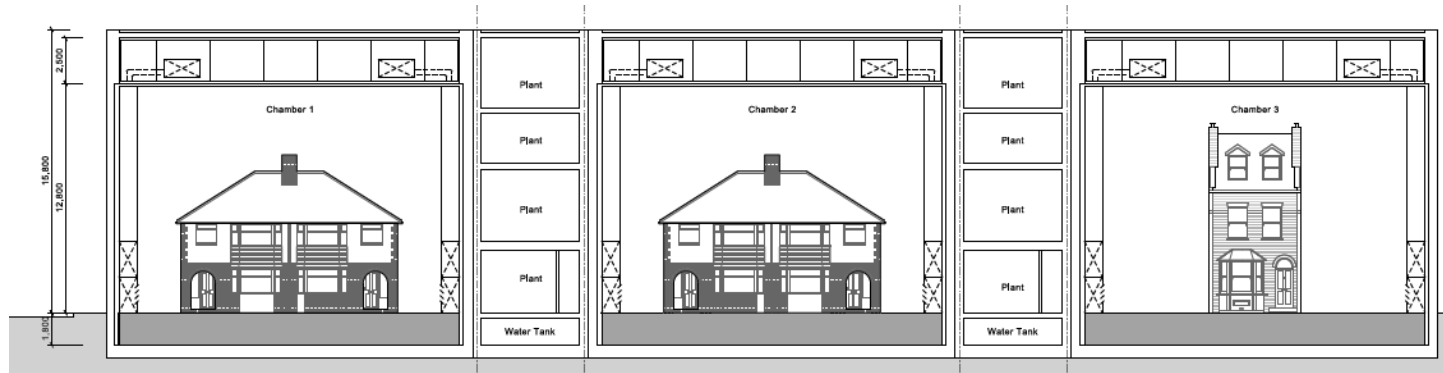 2,500
15,800
12,800
1,800
Chamber 1
Plant
Plant
Plant
Plant
Water Tank
Chamber 2
Plant
Plant
Plant
Plant
Water Tank
Chamber 3